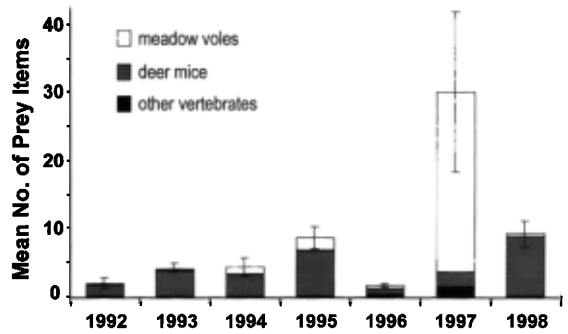 Mean No. of Prey Items
40
30
20
10
0
meadow voles
deer mice
other vertebrates
1992 1993 1994 1995 1996 1997 1998